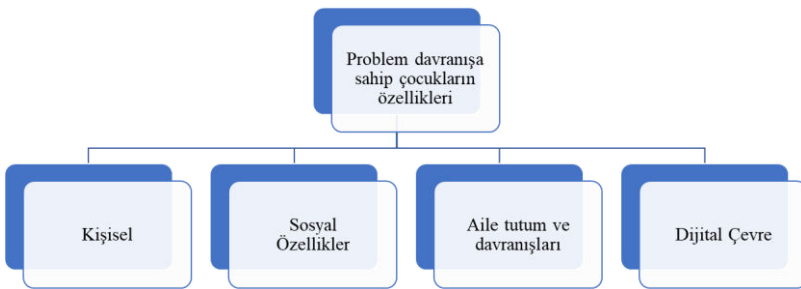 Problem davranışa
sahip çocukların
özellikleri
Kişisel
Sosyal
Özellikler
Aile tutum ve
davranışları
Dijital Çevre